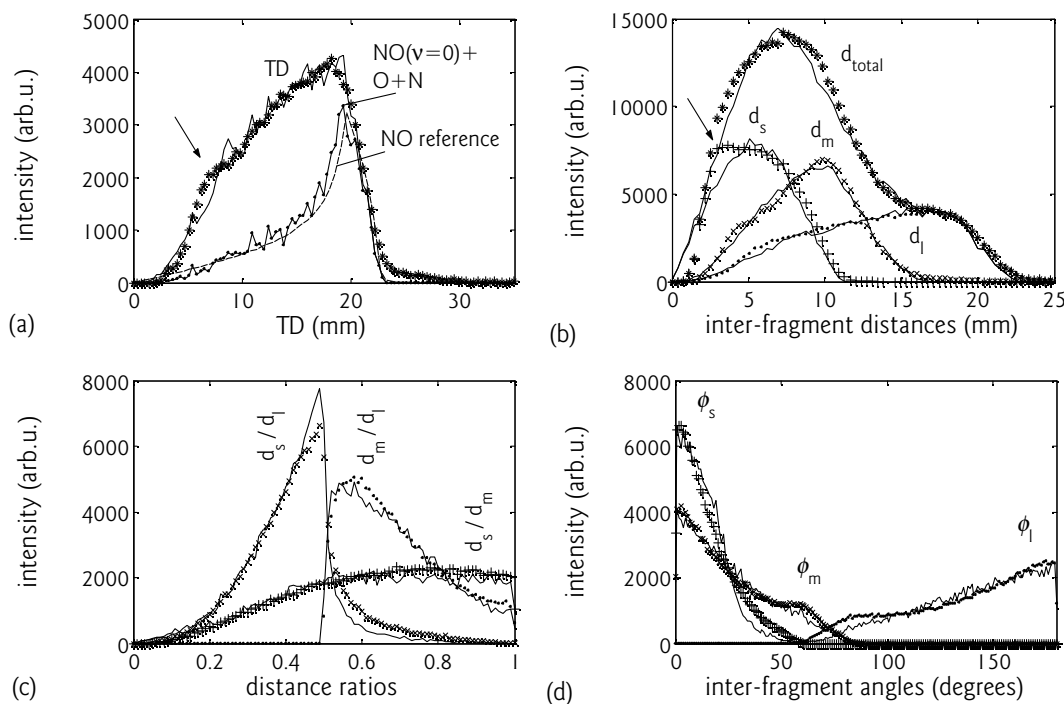 intensity (arb.u.)
5000
4000
3000
2000
1000
0
TD
NO(ν=0)+
O+N
NO reference
0 10 20 30
TD (mm)
(a)
intensity (arb.u.)
15000
10000
5000
0
d_total
d_s
d_m
d_l
0 5 10 15 20 25
inter-fragment distances (mm)
(b)
intensity (arb.u.)
8000
6000
4000
2000
0
d_s / d_l
d_m / d_l
d_s / d_m
0 0.2 0.4 0.6 0.8 1
distance ratios
(c)
intensity (arb.u.)
8000
6000
4000
2000
0
ϕ_s
ϕ_m
ϕ_l
0 50 100 150
inter-fragment angles (degrees)
(d)